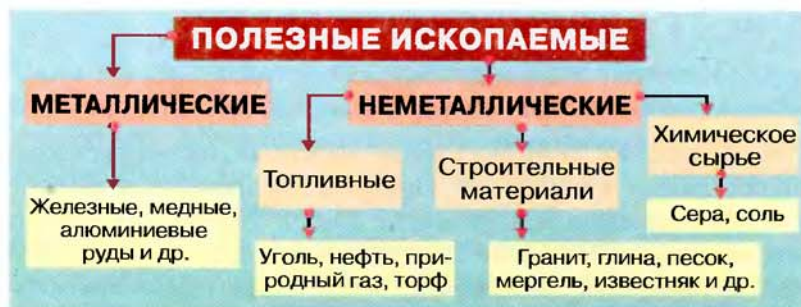 ПОЛЕЗНЫЕ ИСКОПАЕМЫЕ
МЕТАЛЛИЧЕСКИЕ
Железные, медные,
алюминиевые
руды и др.
НЕМЕТАЛЛИЧЕСКИЕ
Топливные
Уголь, нефть, при-
родный газ, торф
Строительные
материали
Гранит, глина, песок,
мергель, известняк и др.
Химическое
сырье
Сера, соль